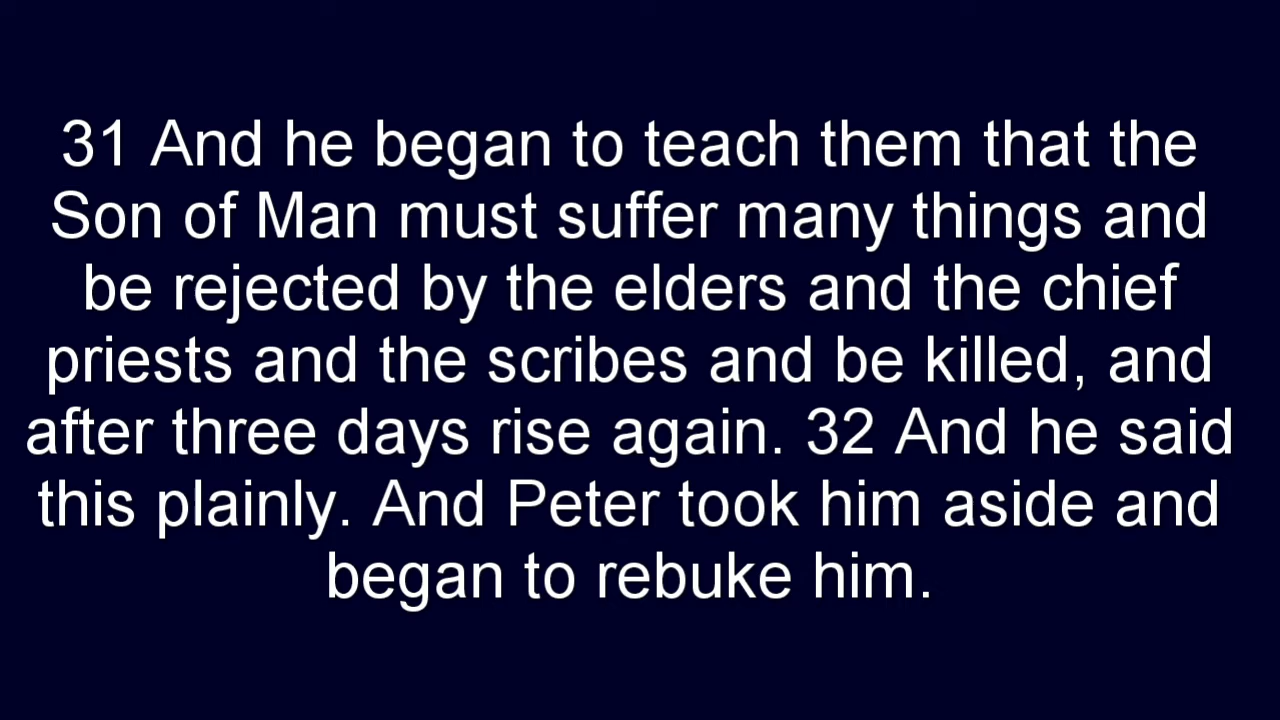 31 And he began to teach them that the
Son of Man must suffer many things and
be rejected by the elders and the chief
priests and the scribes and be killed, and
after three days rise again. 32 And he said
this plainly. And Peter took him aside and
began to rebuke him.